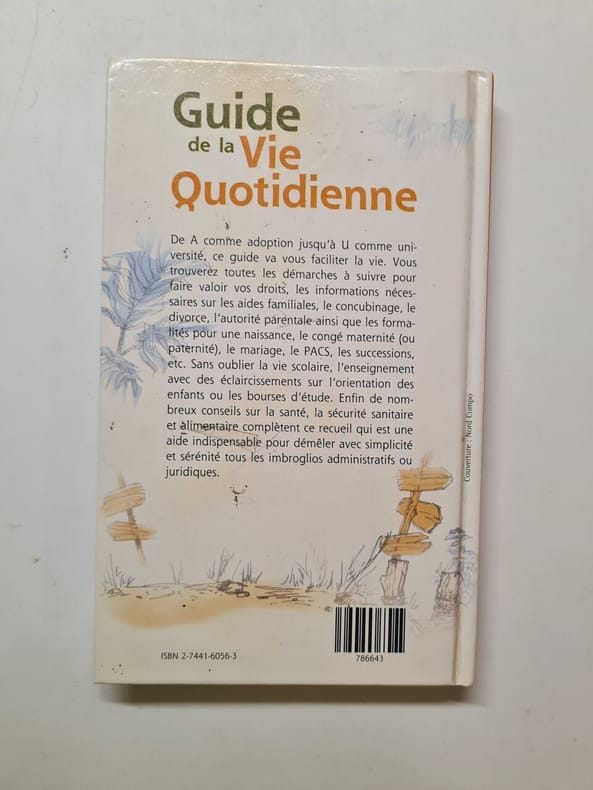 Guide
de la Vie
Quotidienne
De A comme adoption jusqu'à U comme uni-
versité, ce guide va vous faciliter la vie. Vous
trouverez toutes les démarches à suivre pour
faire valoir vos droits, les informations néces-
saires sur les aides familiales, le concubinage, le
divorce, l'autorité parentale ainsi que les forma-
lités pour une naissance, le congé maternité (ou
paternité), le mariage, le PACS, les successions,
etc. Sans oublier la vie scolaire, l'enseignement
avec des éclaircissements sur l'orientation des
enfants ou les bourses d'étude. Enfin de nom-
breux conseils sur la santé, la sécurité sanitaire
et alimentaire complètent ce recueil qui est une
aide indispensable pour démêler avec simplicité
et sérénité tous les imbroglios administratifs ou
juridiques.
Couverture : Nord Compo
ISBN 2-7441-6056-3
786643